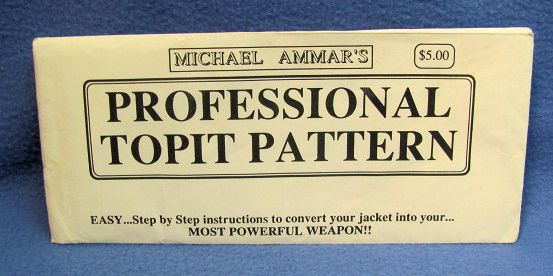 MICHAEL AMMAR'S
$5.00
PROFESSIONAL
TOPIT PATTERN
EASY...Step by Step instructions to convert your jacket into your...
MOST POWERFUL WEAPON!!